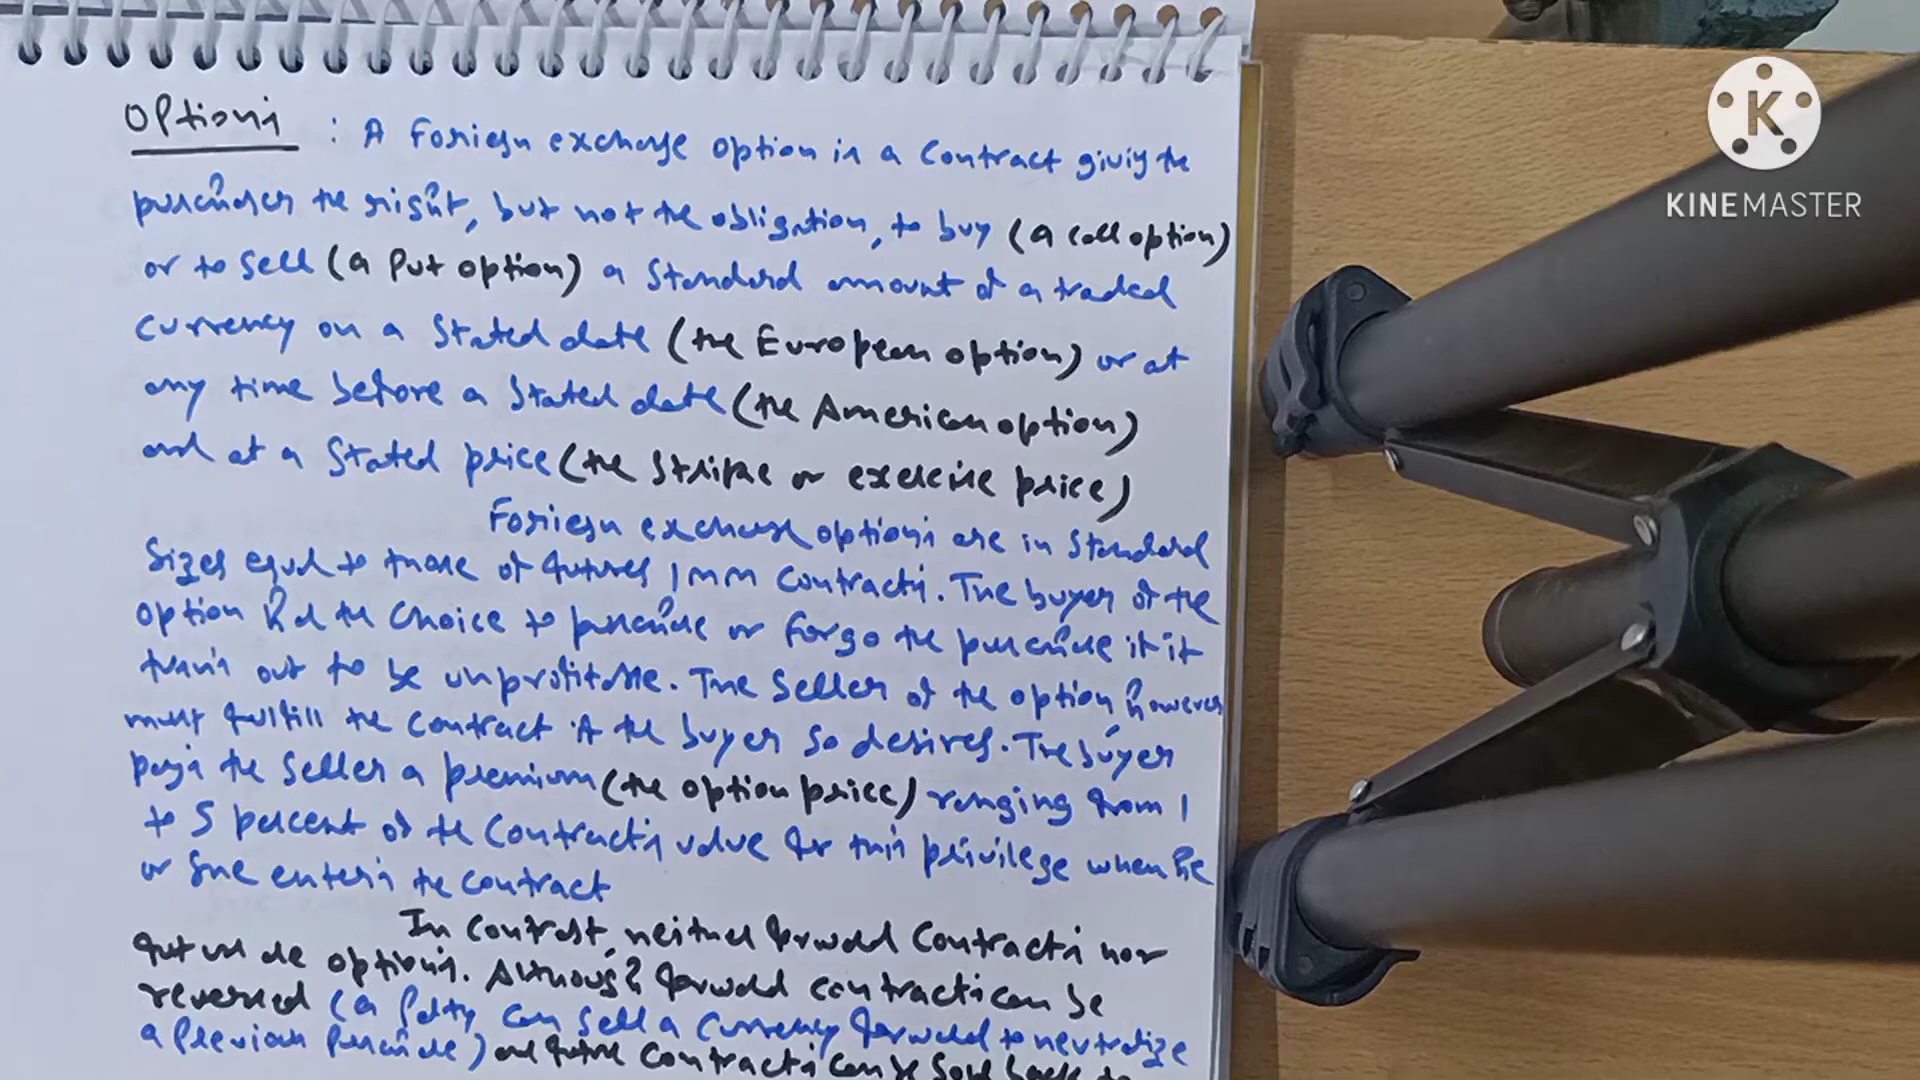 Options : A Foriegn exchange option is a contract giving the
purchaser the right, but not the obligation, to buy (a call option)
or to sell (a put option) a standard amount of a traded
currency on a stated date (the European option) or at
any time before a stated date (the American option)
and at a stated price (the strike or exercise price)
Foriegn exchange options are in standard
sizes equal to those of futures IMM contracts. The buyer of the
option has the choice to purchase or forgo the purchase if it
turns out to be unprofitable. The seller of the option however
must fulfill the contract if the buyer so desires. The buyer
pays the seller a premium (the option price) ranging from 1
to 5 percent of the contracts value for this privilege when he
or she enters the contract
In contrast, neither forward contracts nor
futures are options. Although forward contracts can be
reversed (a party can sell a currency forward to neutralize
a previous purchase) and future contracts can be sold back to
KINEMASTER